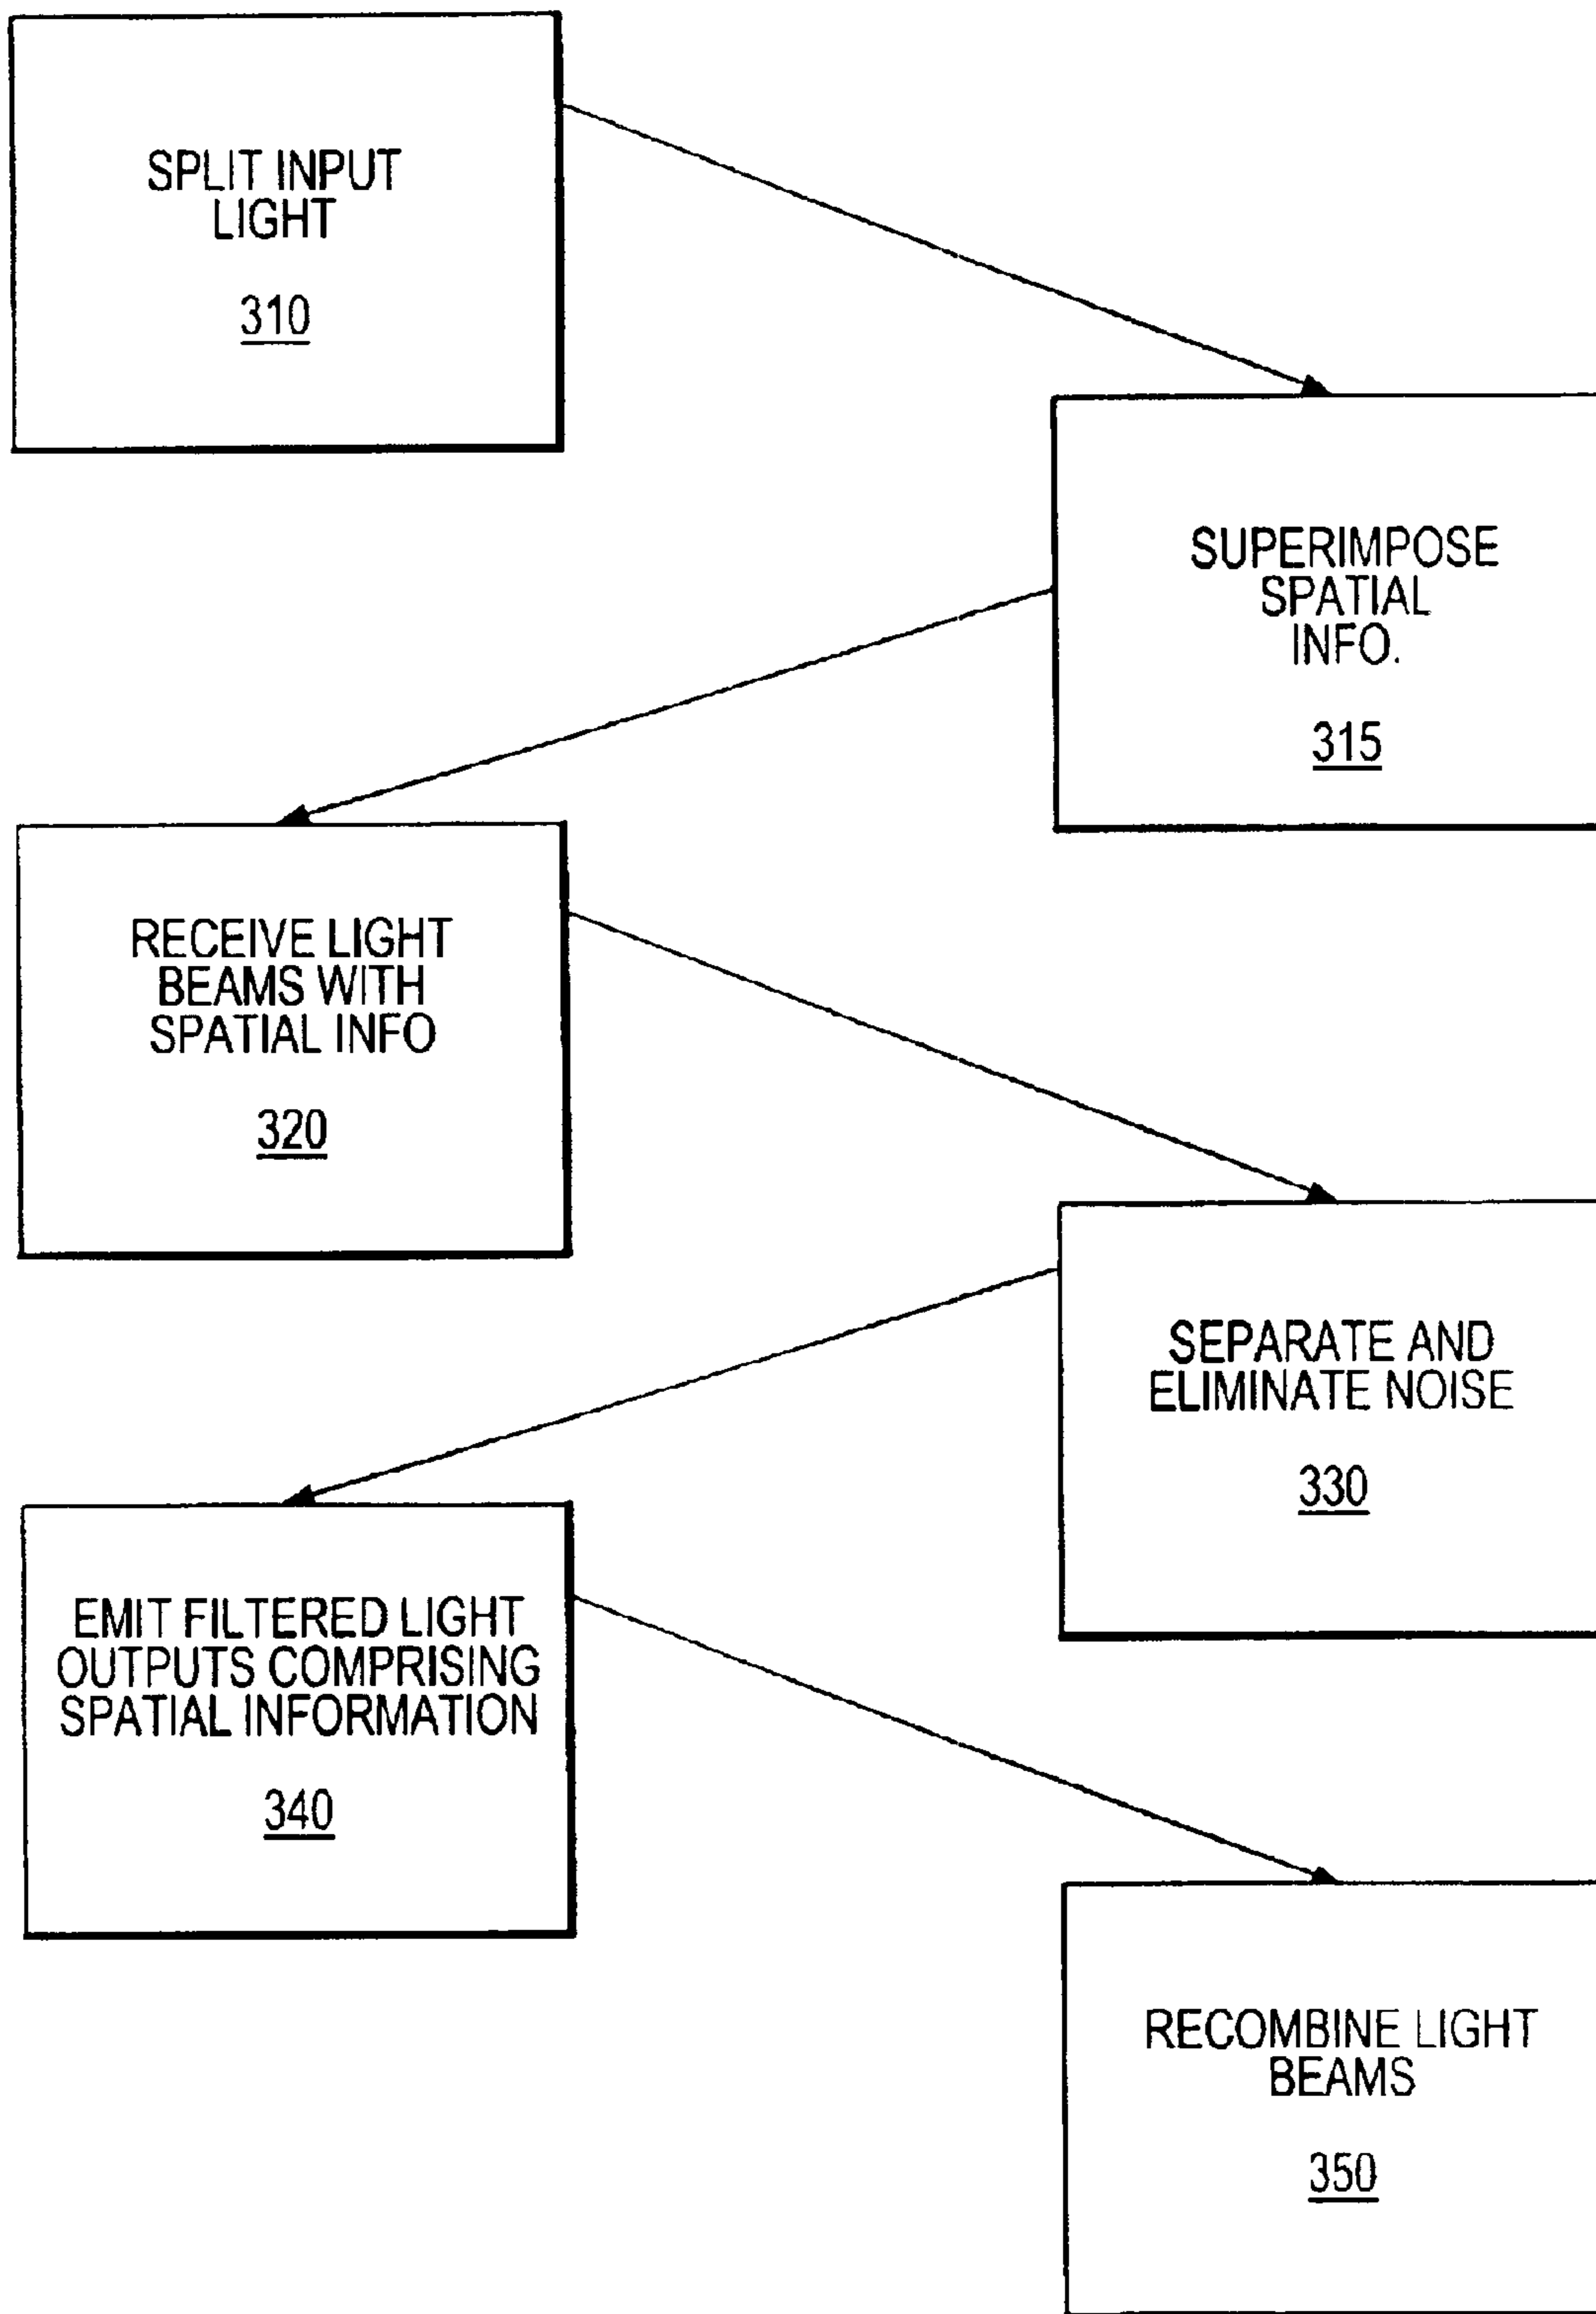 SPLIT INPUT
LIGHT
310
SUPERIMPOSE
SPATIAL
INFO.
315
RECEIVE LIGHT
BEAMS WITH
SPATIAL INFO
320
SEPARATE AND
ELIMINATE NOISE
330
EMIT FILTERED LIGHT
OUTPUTS COMPRISING
SPATIAL INFORMATION
340
RECOMBINE LIGHT
BEAMS
350